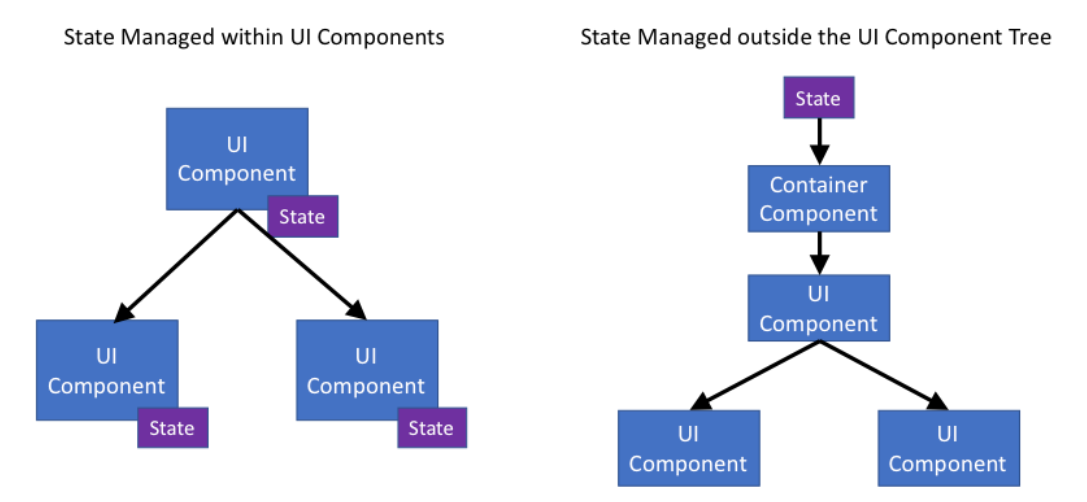 State Managed within UI Components
State Managed outside the UI Component Tree
UI
Component
State
UI
Component
State
UI
Component
State
State
Container
Component
UI
Component
UI
Component
UI
Component